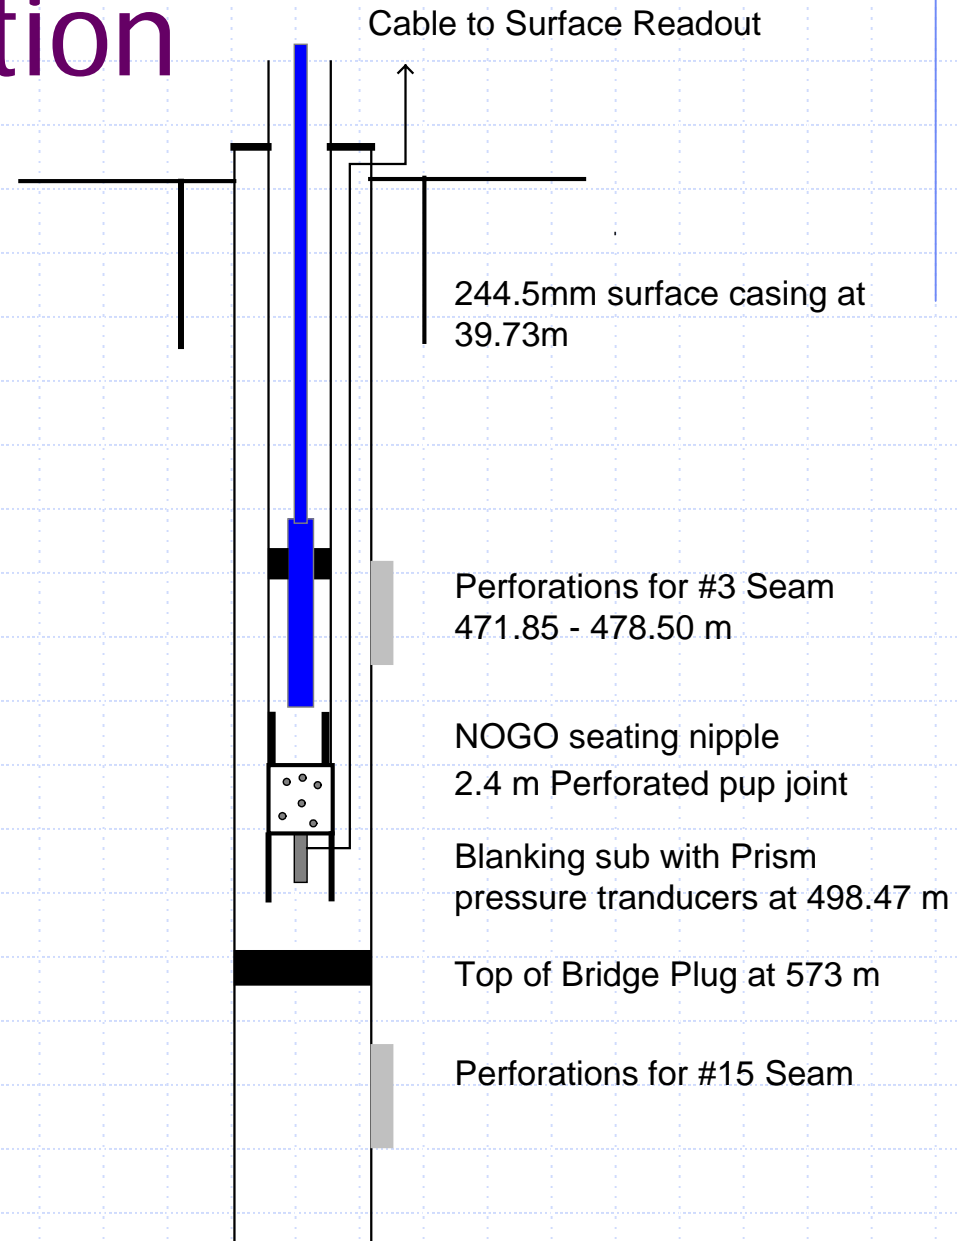 tion
Cable to Surface Readout
244.5mm surface casing at
39.73m
Perforations for #3 Seam
471.85 - 478.50 m
NOGO seating nipple
2.4 m Perforated pup joint
Blanking sub with Prism
pressure tranducers at 498.47 m
Top of Bridge Plug at 573 m
Perforations for #15 Seam